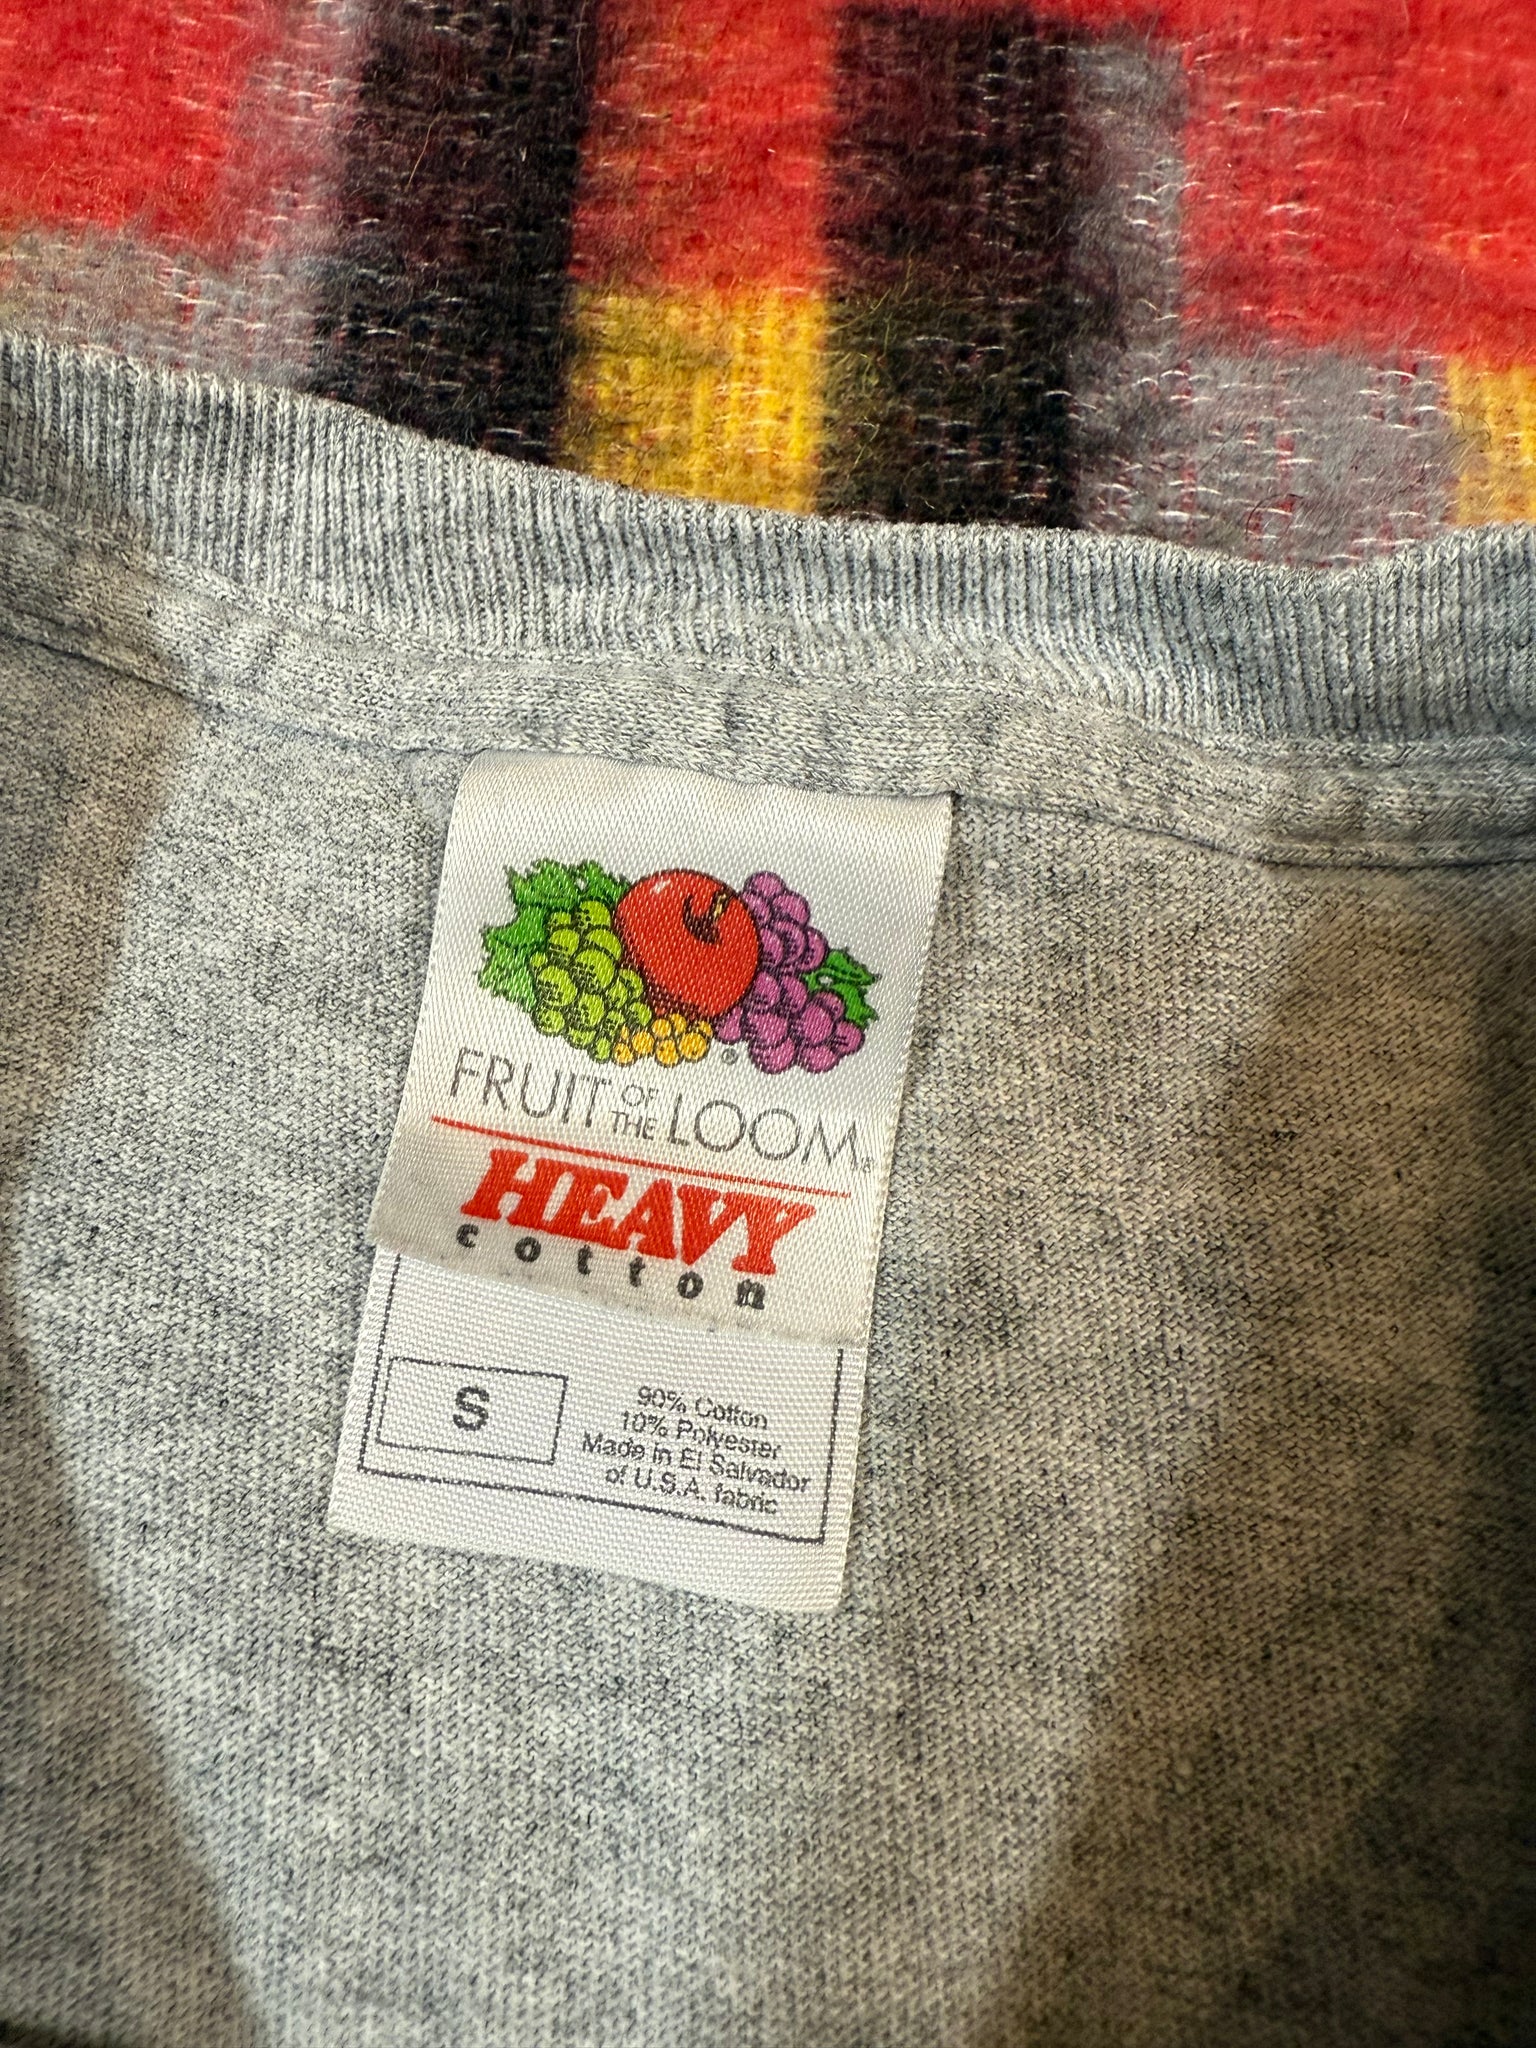 FRUIT OF THE LOOM®
HEAVY
cotton
S
90% Cotton
10% Polyester
Made in El Salvador
of U.S.A. fabric